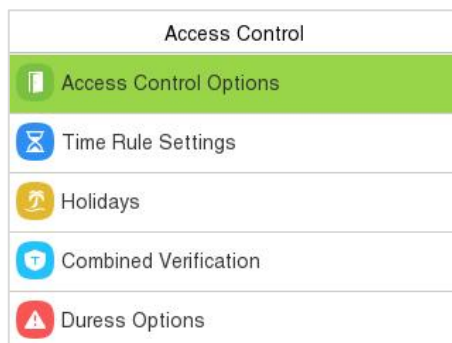 Access Control
Access Control Options
Time Rule Settings
Holidays
T
Combined Verification
Duress Options